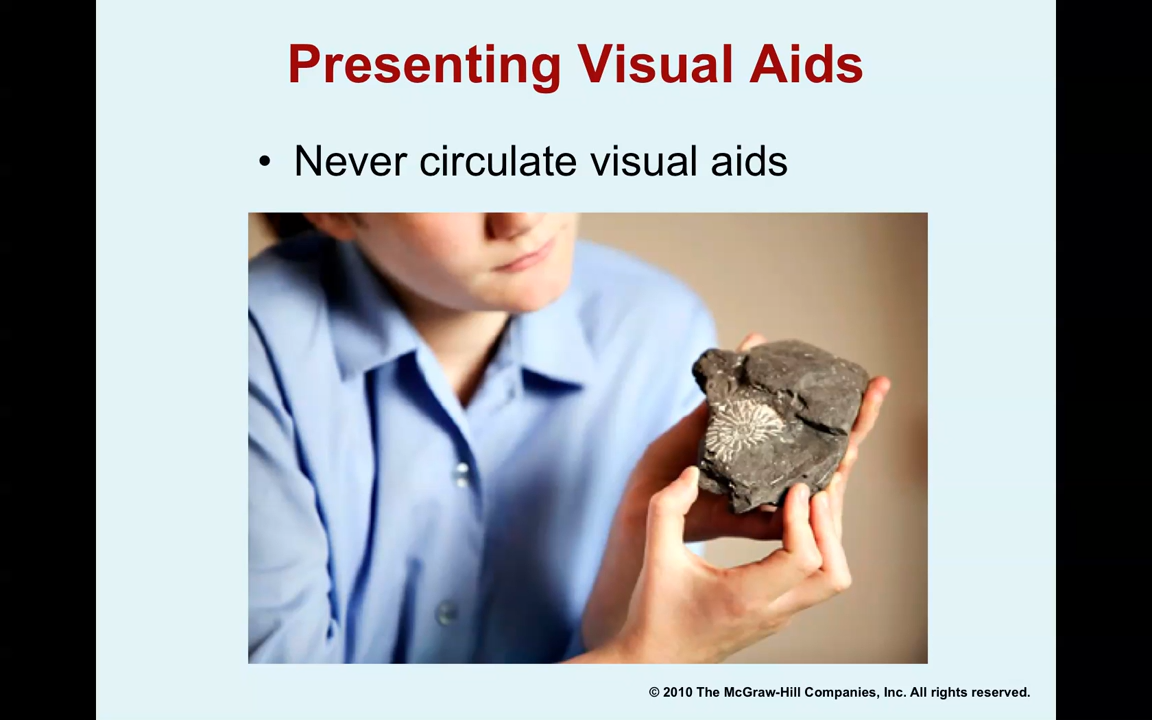 Presenting Visual Aids
• Never circulate visual aids
© 2010 The McGraw-Hill Companies, Inc. All rights reserved.